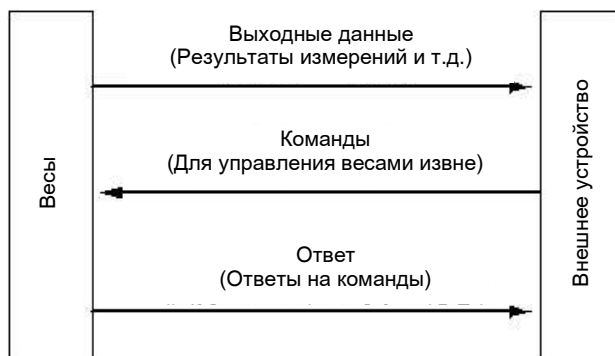 Выходные данные
(Результаты измерений и т.д.)
Весы
Команды
(Для управления весами извне)
Внешнее устройство
Ответ
(Ответы на команды)